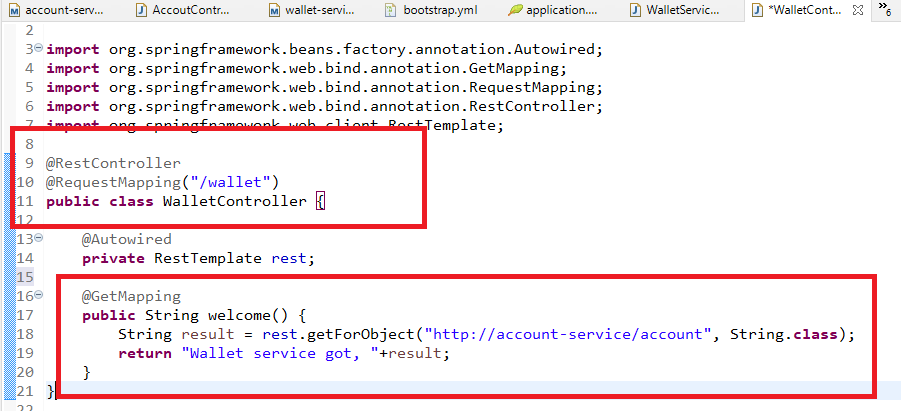 account-serv... AccoutContr... wallet-servi... bootstrap.yml application.... WalletServic... *WalletCont... »6
2
3 import org.springframework.beans.factory.annotation.Autowired;
4 import org.springframework.web.bind.annotation.GetMapping;
5 import org.springframework.web.bind.annotation.RequestMapping;
6 import org.springframework.web.bind.annotation.RestController;
7 import org.springframework.web.client.RestTemplate;
8
9 @RestController
10 @RequestMapping("/wallet")
11 public class WalletController {
12
13 @Autowired
14 private RestTemplate rest;
15
16 @GetMapping
17 public String welcome() {
18 String result = rest.getForObject("http://account-service/account", String.class);
19 return "Wallet service got, "+result;
20 }
21 }
22